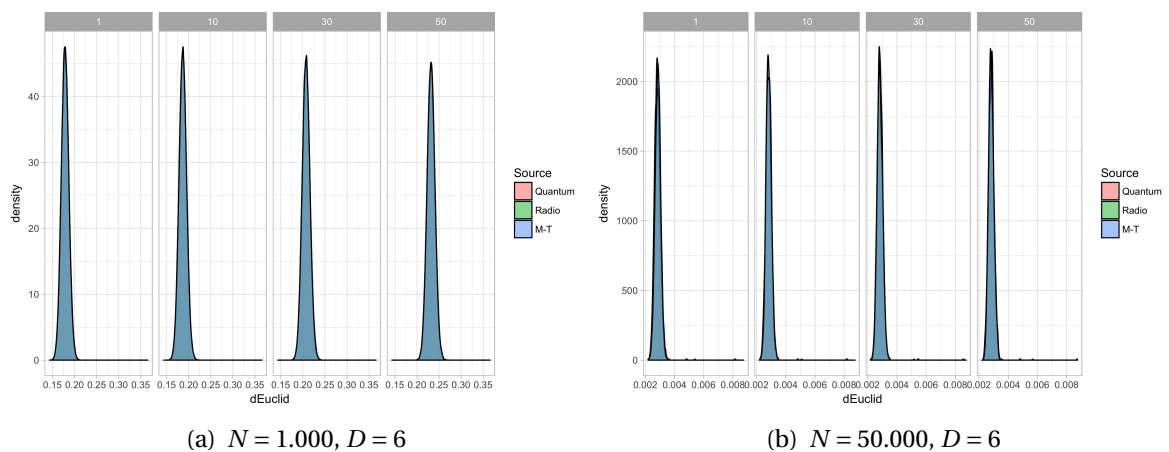 1 10 30 50
density
40
30
20
10
0
0.15 0.20 0.25 0.30 0.35 0.15 0.20 0.25 0.30 0.35 0.15 0.20 0.25 0.30 0.35 0.15 0.20 0.25 0.30 0.35
dEuclid
Source
Quantum
Radio
M-T
(a) N = 1.000, D = 6
1 10 30 50
density
2000
1500
1000
500
0
0.002 0.004 0.006 0.008 0.002 0.004 0.006 0.008 0.002 0.004 0.006 0.008 0.002 0.004 0.006 0.008
dEuclid
Source
Quantum
Radio
M-T
(b) N = 50.000, D = 6